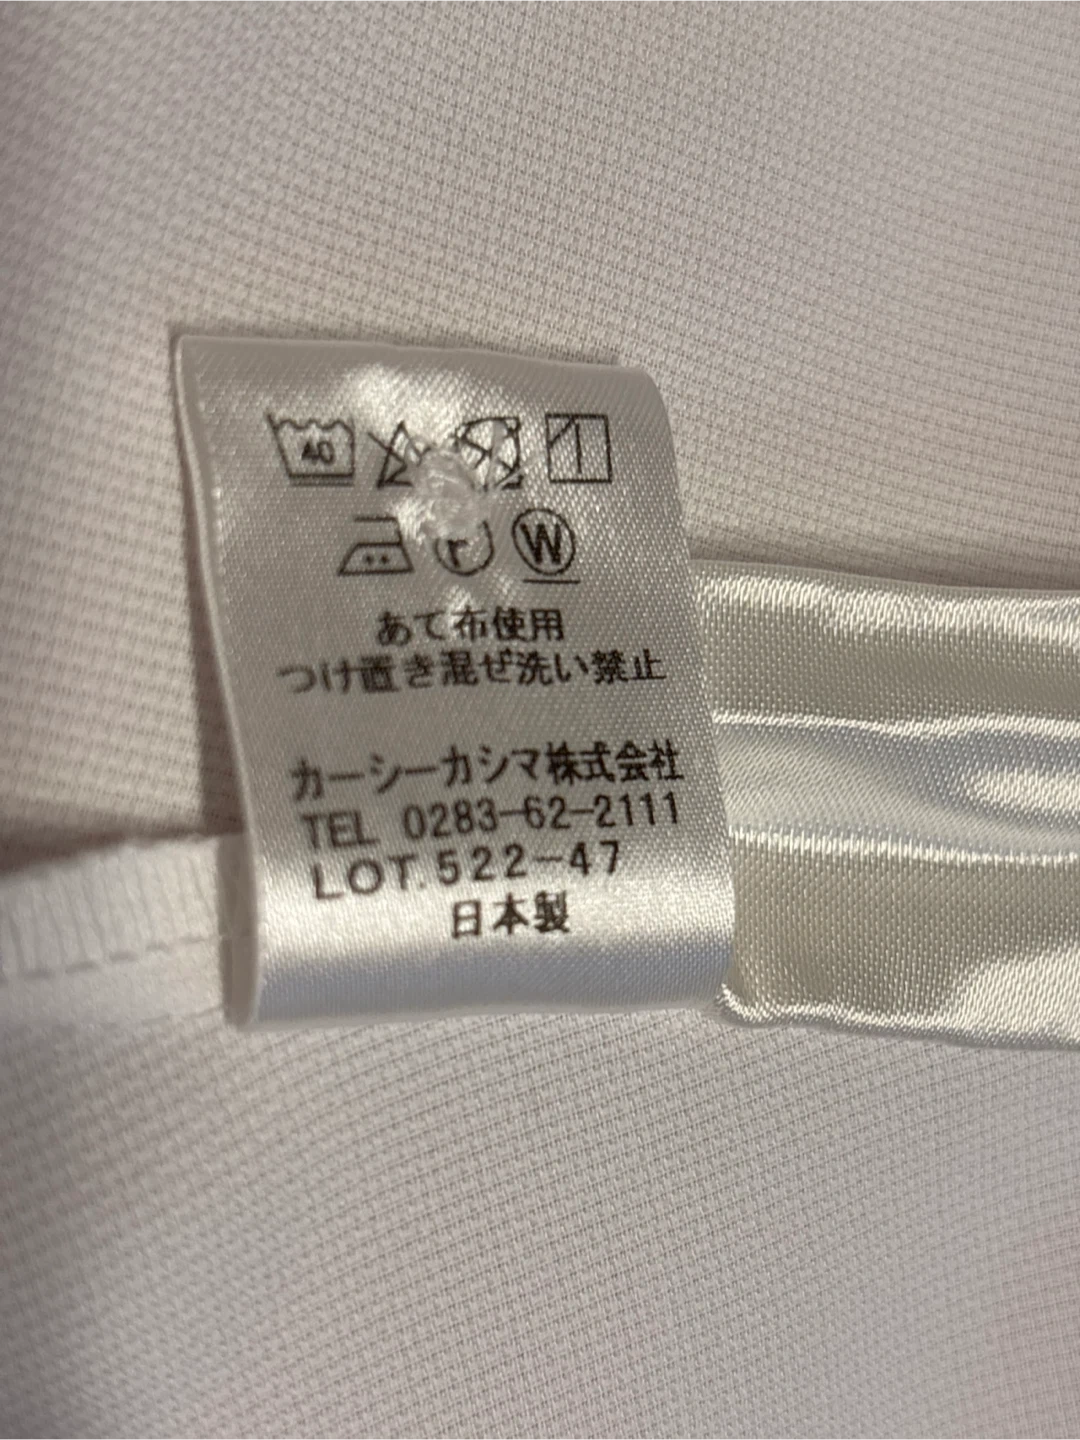 40
W
あて布使用
つけ置き混ぜ洗い禁止
カーシーカシマ株式会社
TEL 0283-62-2111
LOT.522-47
日本製